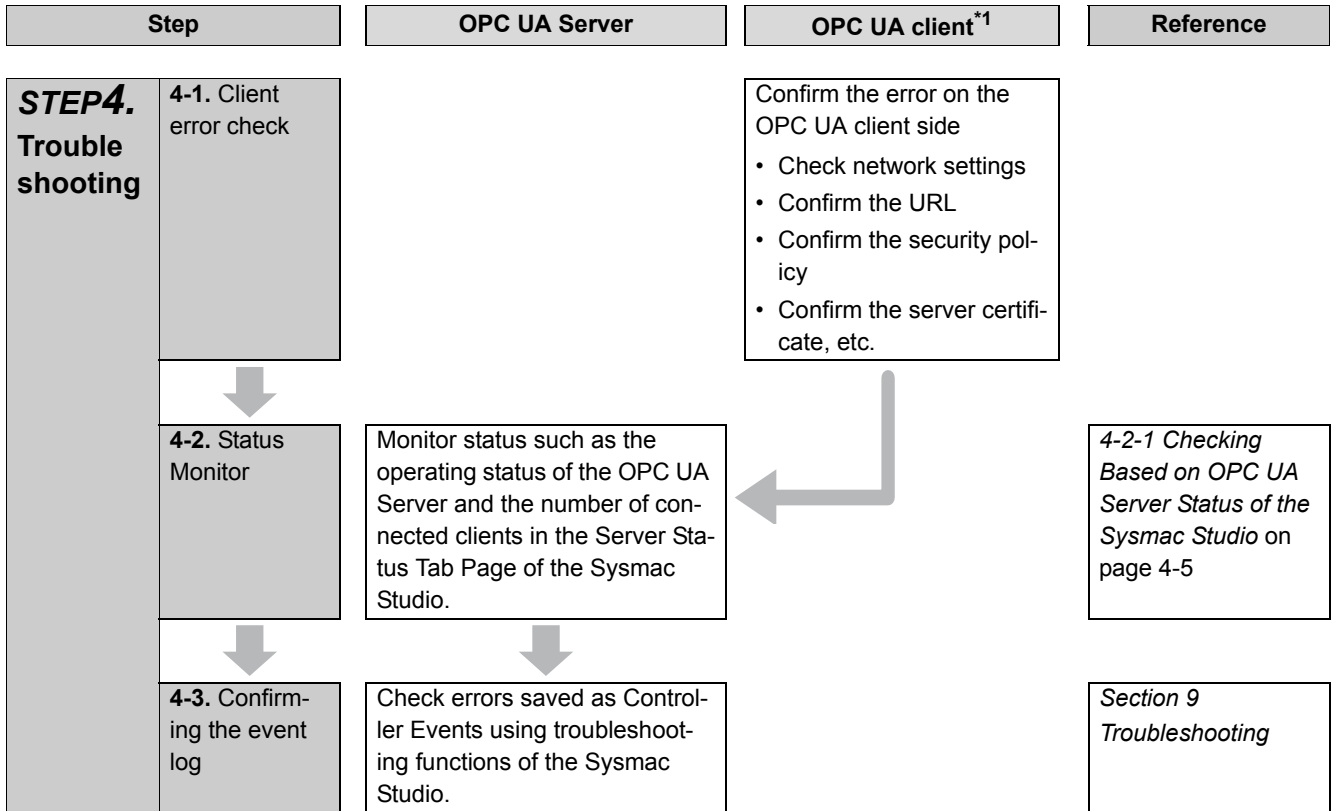 Step
OPC UA Server
OPC UA client*1
Reference
STEP4.
Trouble
shooting
4-1. Client
error check
Confirm the error on the
OPC UA client side
• Check network settings
• Confirm the URL
• Confirm the security pol-
icy
• Confirm the server certifi-
cate, etc.
4-2. Status
Monitor
Monitor status such as the
operating status of the OPC UA
Server and the number of con-
nected clients in the Server Sta-
tus Tab Page of the Sysmac
Studio.
4-2-1 Checking
Based on OPC UA
Server Status of the
Sysmac Studio on
page 4-5
4-3. Confirm-
ing the event
log
Check errors saved as Control-
ler Events using troubleshoot-
ing functions of the Sysmac
Studio.
Section 9
Troubleshooting